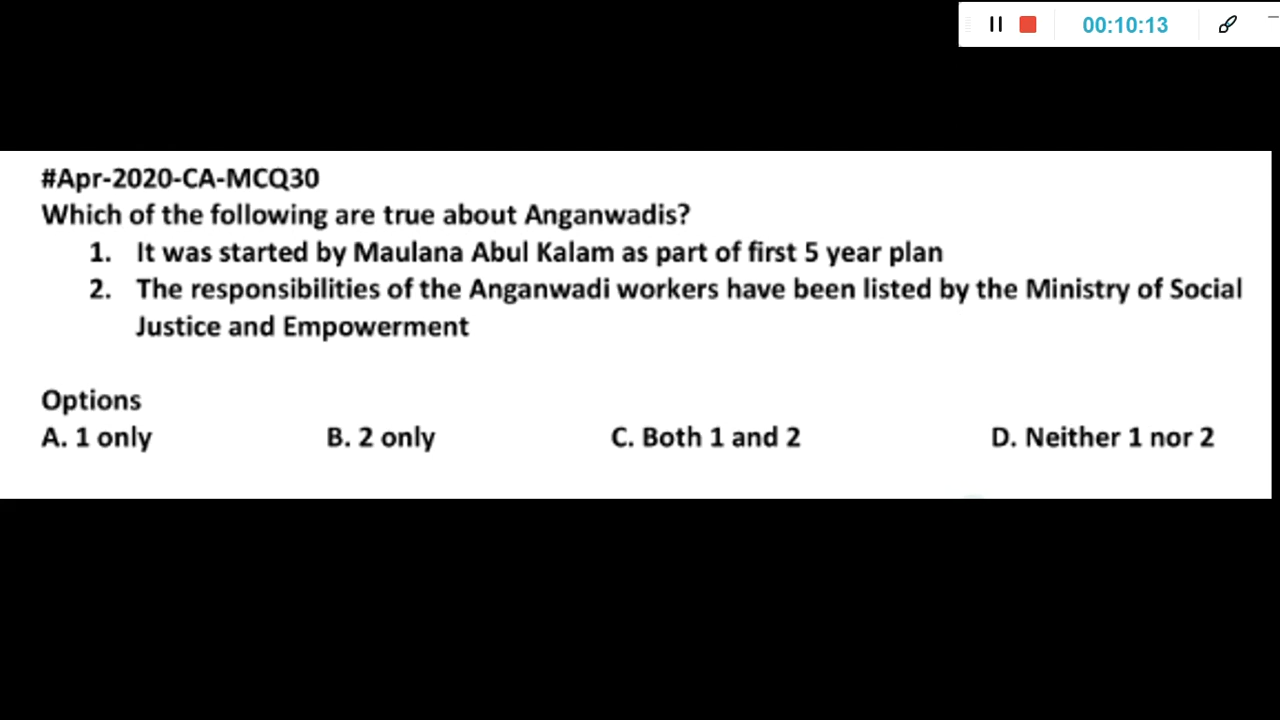 00:10:13
#Apr-2020-CA-MCQ30
Which of the following are true about Anganwadis?
1. It was started by Maulana Abul Kalam as part of first 5 year plan
2. The responsibilities of the Anganwadi workers have been listed by the Ministry of Social
Justice and Empowerment
Options
A. 1 only B. 2 only C. Both 1 and 2 D. Neither 1 nor 2